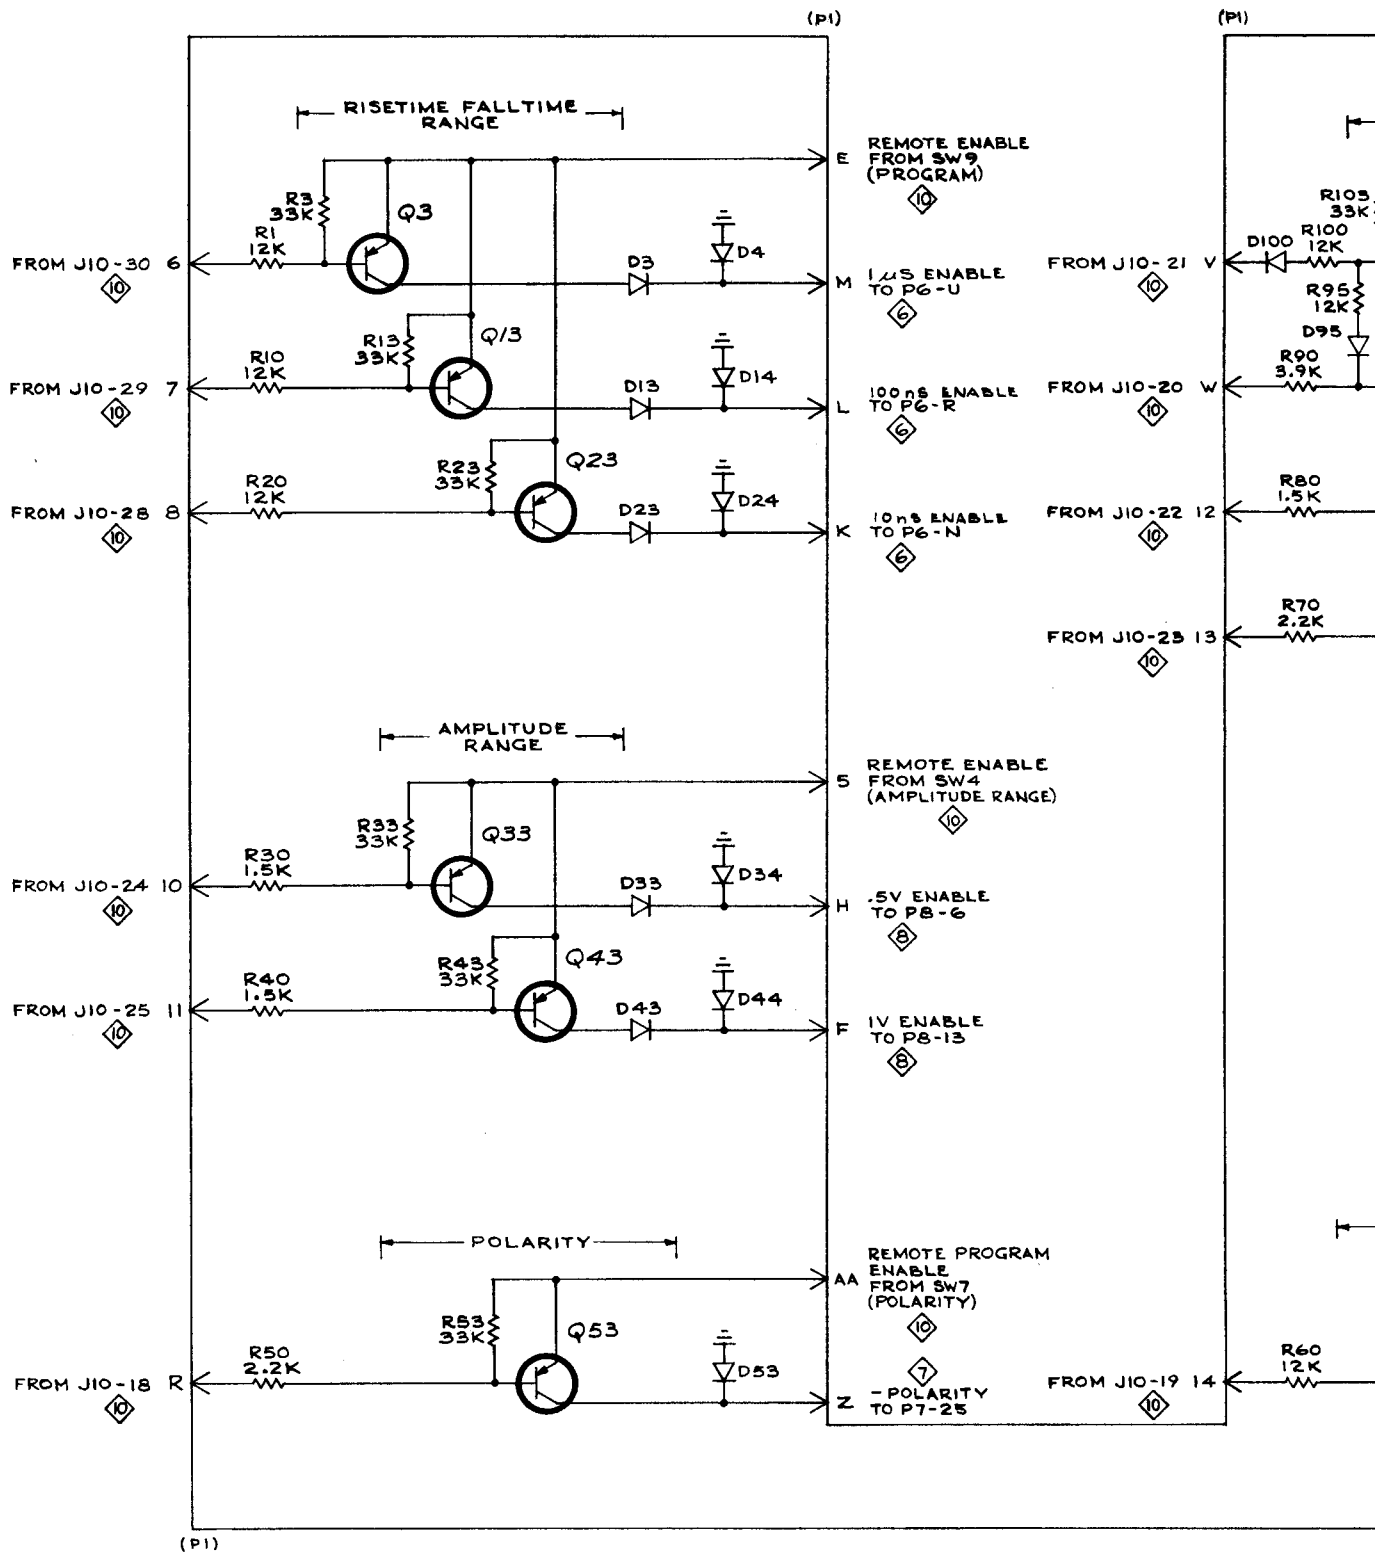 (P1)
(P1)
RISETIME FALLTIME
RANGE
E
REMOTE ENABLE
FROM SW9
(PROGRAM)
10
R3
33K
Q3
R1
12K
FROM J10-30 6
10
D3
D4
M
1µS ENABLE
TO P6-U
6
R13
33K
Q13
R10
12K
FROM J10-29 7
10
D13
D14
L
100nS ENABLE
TO P6-R
6
R23
33K
Q23
R20
12K
FROM J10-28 8
10
D23
D24
K
10nS ENABLE
TO P6-N
6
AMPLITUDE
RANGE
5
REMOTE ENABLE
FROM SW4
(AMPLITUDE RANGE)
10
R33
33K
Q33
R30
1.5K
FROM J10-24 10
10
D33
D34
H
.5V ENABLE
TO P8-6
8
R43
33K
Q43
R40
1.5K
FROM J10-25 11
10
D43
D44
F
1V ENABLE
TO P8-13
8
POLARITY
AA
REMOTE PROGRAM
ENABLE
FROM SW7
(POLARITY)
10
R53
33K
Q53
R50
2.2K
FROM J10-18 R
10
D53
7
Z
-POLARITY
TO P7-25
(P1)
R103
33K
D100
R100
12K
FROM J10-21 V
10
R95
12K
D95
R90
3.9K
FROM J10-20 W
10
R80
1.5K
FROM J10-22 12
10
R70
2.2K
FROM J10-23 13
10
R60
12K
FROM J10-19 14
10